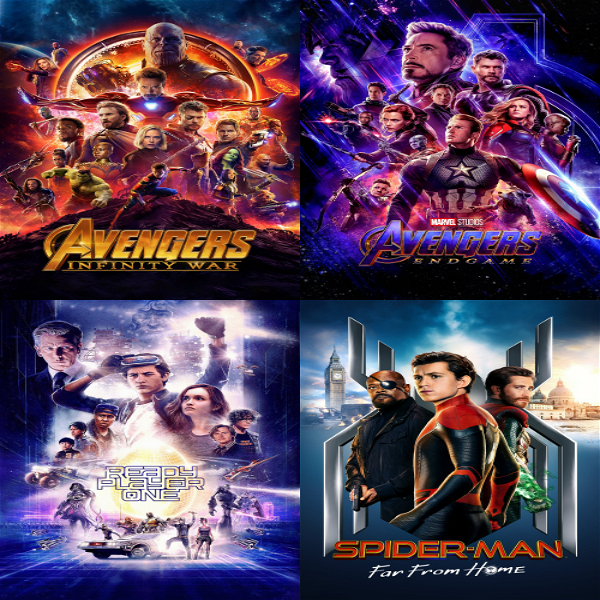 AVENGERS
INFINITY WAR
MARVEL STUDIOS
AVENGERS
ENDGAME
READY
PLAYER
ONE
SPIDER-MAN
Far From Home